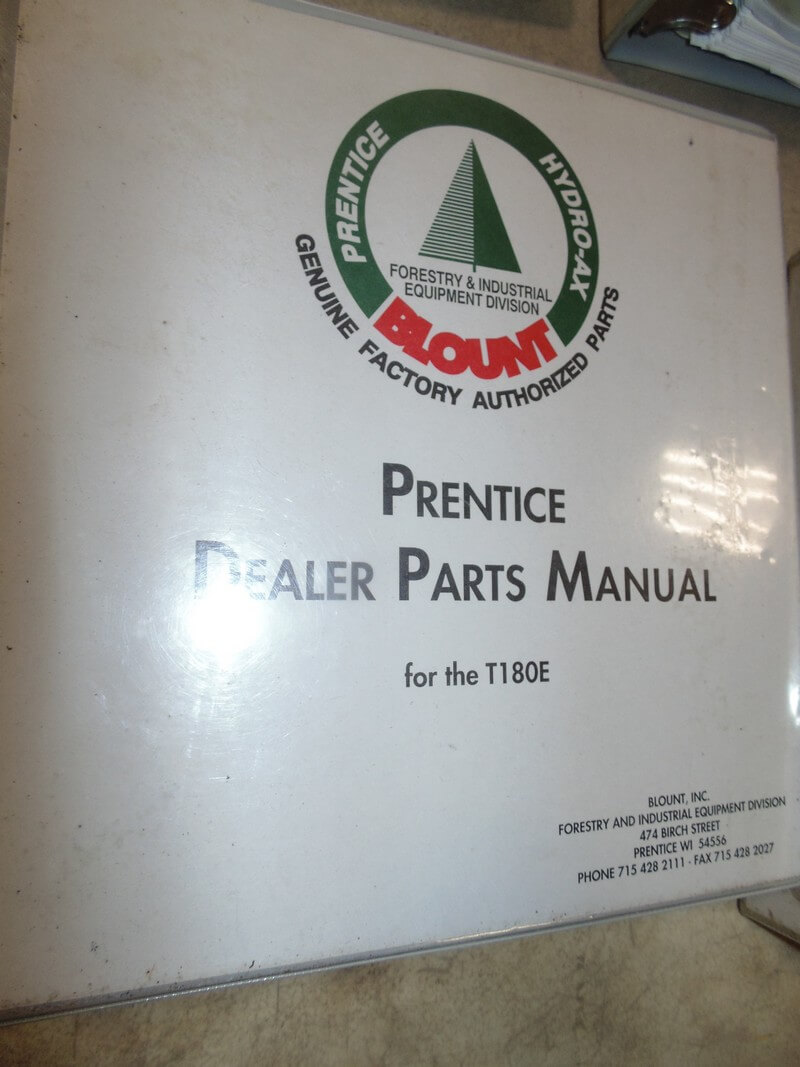 PRENTICE
HYDRO-AX
FORESTRY & INDUSTRIAL
EQUIPMENT DIVISION
BLOUNT
GENUINE FACTORY AUTHORIZED PARTS
PRENTICE
DEALER PARTS MANUAL
for the T180E
BLOUNT, INC.
FORESTRY AND INDUSTRIAL EQUIPMENT DIVISION
474 BIRCH STREET
PRENTICE WI 54556
PHONE 715 428 2111 - FAX 715 428 2027